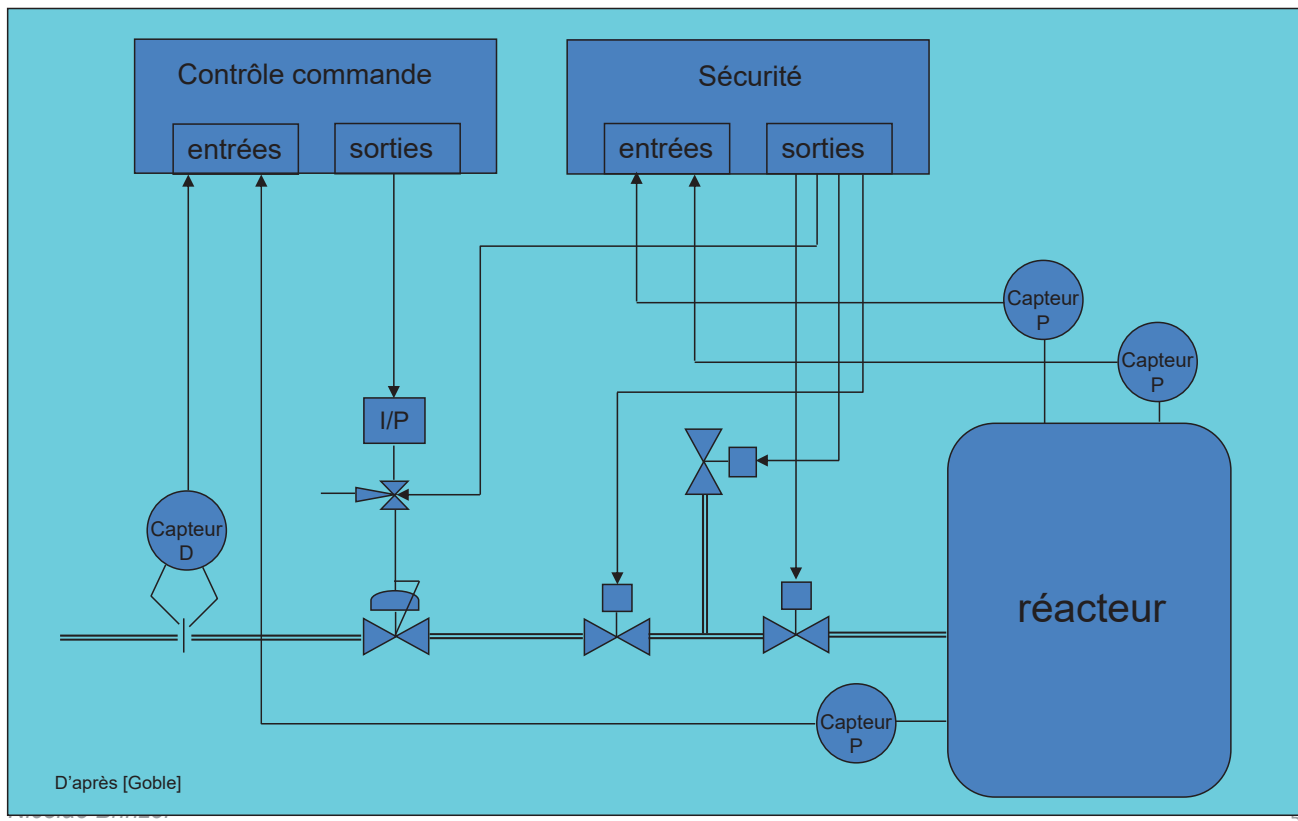 Contrôle commande
entrées
sorties
Sécurité
entrées
sorties
Capteur
P
Capteur
P
I/P
Capteur
D
réacteur
Capteur
P
D'après [Goble]